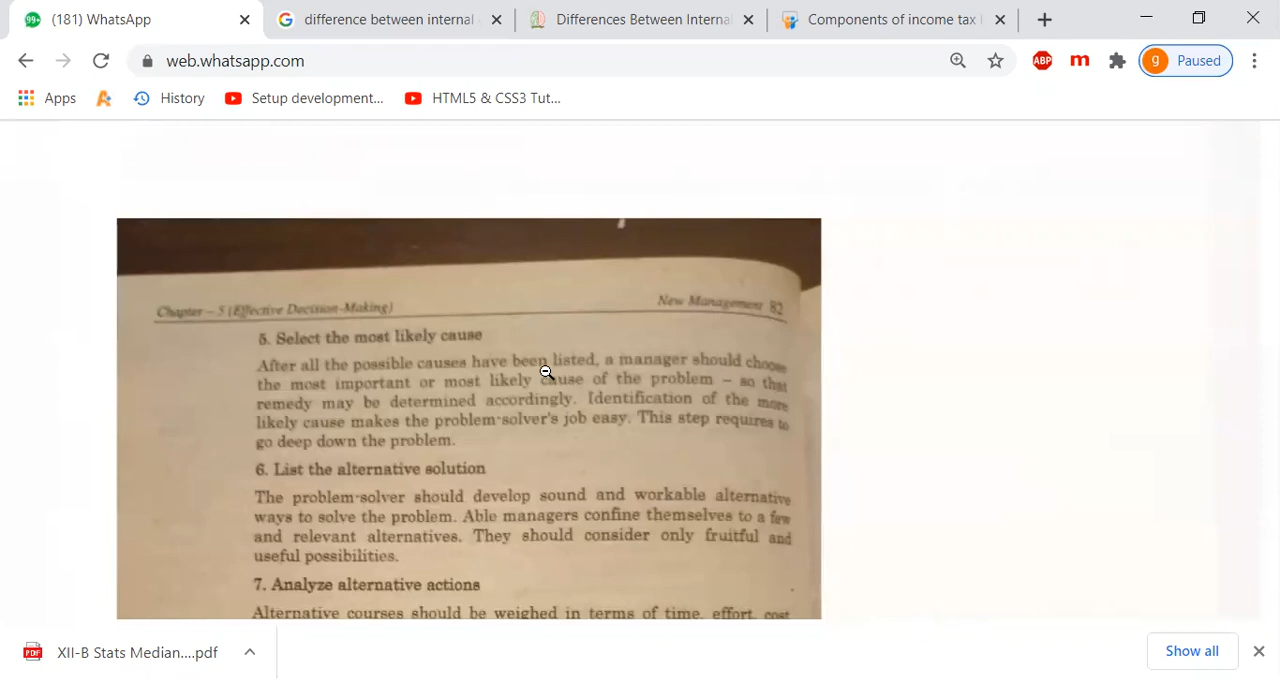 (181) WhatsApp
difference between internal
Differences Between Internal
Components of income tax
web.whatsapp.com
ABP
m
g
Paused
Apps
History
Setup development...
HTML5 & CSS3 Tut...
Chapter – 5 (Effective Decision-Making)
New Management 82
5. Select the most likely cause
After all the possible causes have been listed, a manager should choose
the most important or most likely cause of the problem – so that
remedy may be determined accordingly. Identification of the more
likely cause makes the problem-solver's job easy. This step requires to
go deep down the problem.
6. List the alternative solution
The problem-solver should develop sound and workable alternative
ways to solve the problem. Able managers confine themselves to a few
and relevant alternatives. They should consider only fruitful and
useful possibilities.
7. Analyze alternative actions
Alternative courses should be weighed in terms of time, effort, cost
PDF
XII-B Stats Median....pdf
Show all